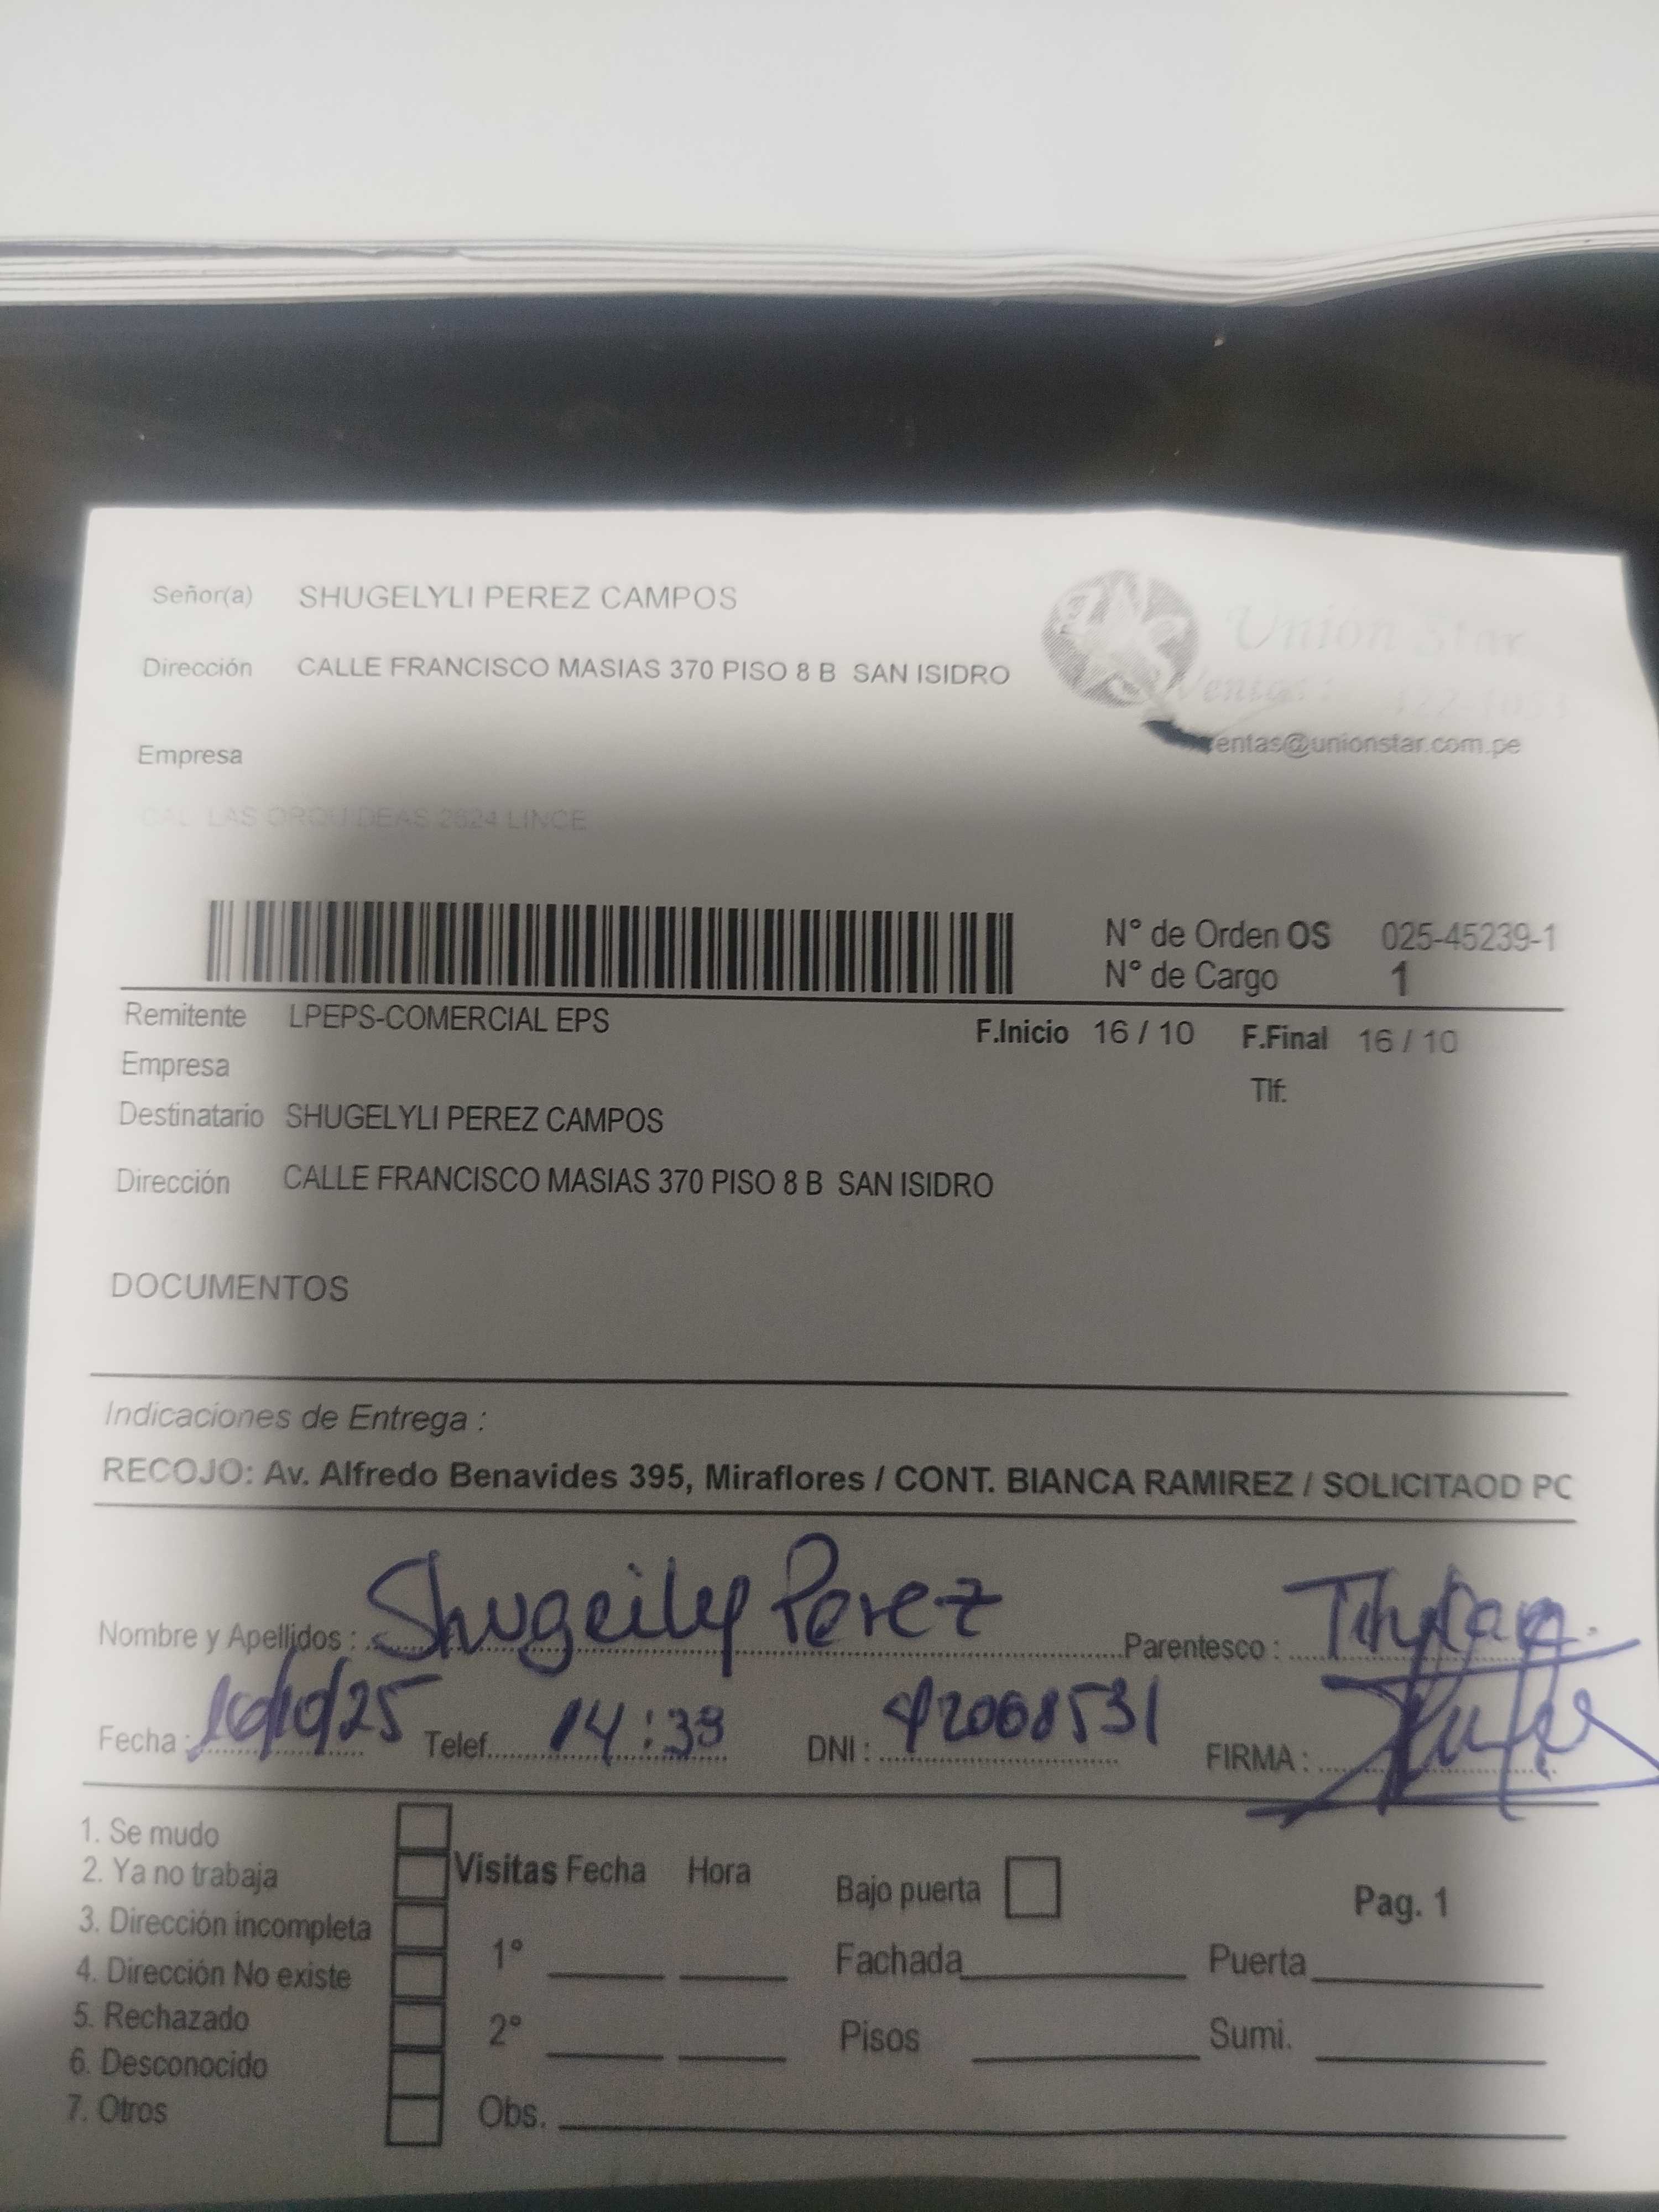 Señor(a) SHUGELYLI PEREZ CAMPOS
Union Star
Dirección CALLE FRANCISCO MASIAS 370 PISO 8 B SAN ISIDRO
Ventas :
entas@unionstar.com.pe
Empresa
LINCE
N° de Orden OS 025-45239-1
N° de Cargo 1
Remitente LPEPS-COMERCIAL EPS
F.Inicio 16 / 10 F.Final 16 / 10
Empresa
Tlf:
Destinatario SHUGELYLI PEREZ CAMPOS
Dirección CALLE FRANCISCO MASIAS 370 PISO 8 B SAN ISIDRO
DOCUMENTOS
Indicaciones de Entrega :
RECOJO: Av. Alfredo Benavides 395, Miraflores / CONT. BIANCA RAMIREZ / SOLICITAOD PC
Nombre y Apellidos : Shugeily Perez Parentesco :
Fecha : 16/10/25 Telef. 14:39 DNI : 42068531 FIRMA :
1. Se mudo
2. Ya no trabaja
3. Dirección incompleta
4. Dirección No existe
5. Rechazado
6. Desconocido
7. Otros
Visitas Fecha Hora
1°
2°
Obs.
Bajo puerta Pag. 1
Fachada Puerta
Pisos Sumi.